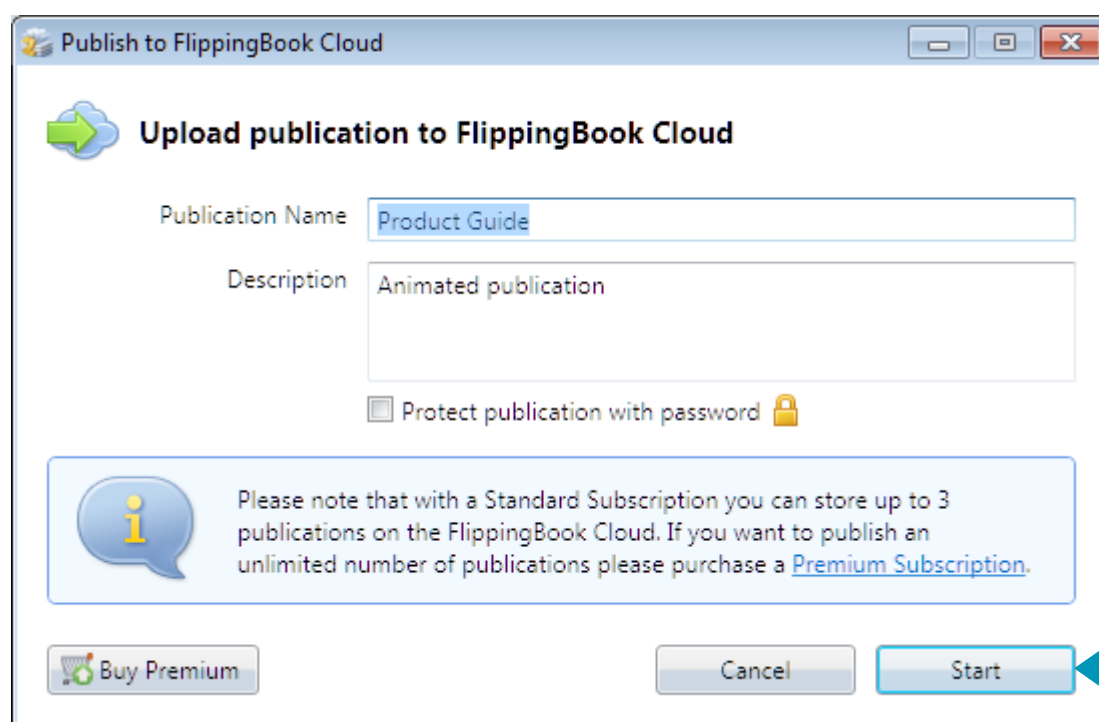 Publish to FlippingBook Cloud
Upload publication to FlippingBook Cloud
Publication Name
Product Guide
Description
Animated publication
Protect publication with password
Please note that with a Standard Subscription you can store up to 3
publications on the FlippingBook Cloud. If you want to publish an
unlimited number of publications please purchase a Premium Subscription.
Buy Premium
Cancel
Start